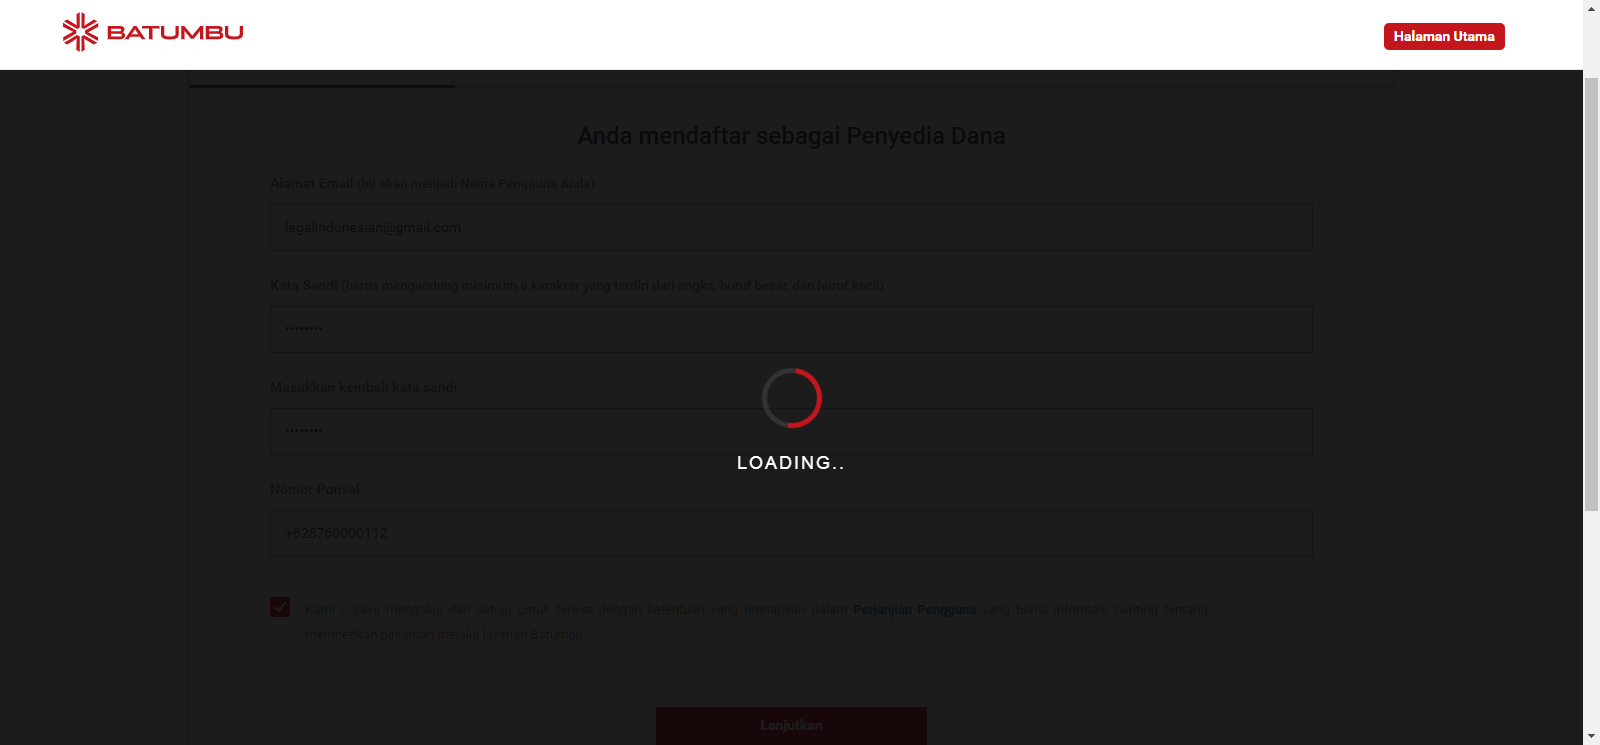 BATUMBU
Halaman Utama
Anda mendaftar sebagai Penyedia Dana
Alamat Email (Ini akan menjadi Nama Pengguna Anda)
legalindonesian@gmail.com
Kata Sandi (harus mengandung minimum 8 karakter yang terdiri dari angka, huruf besar, dan huruf kecil)
••••••••
Masukkan kembali kata sandi
••••••••
LOADING..
Nomor Ponsel
+628760000112
Kami / Saya mengakui dan setuju untuk terikat dengan ketentuan yang ditetapkan dalam Perjanjian Pengguna yang berisi informasi penting tentang
memberikan pinjaman melalui layanan Batumbu
Lanjutkan